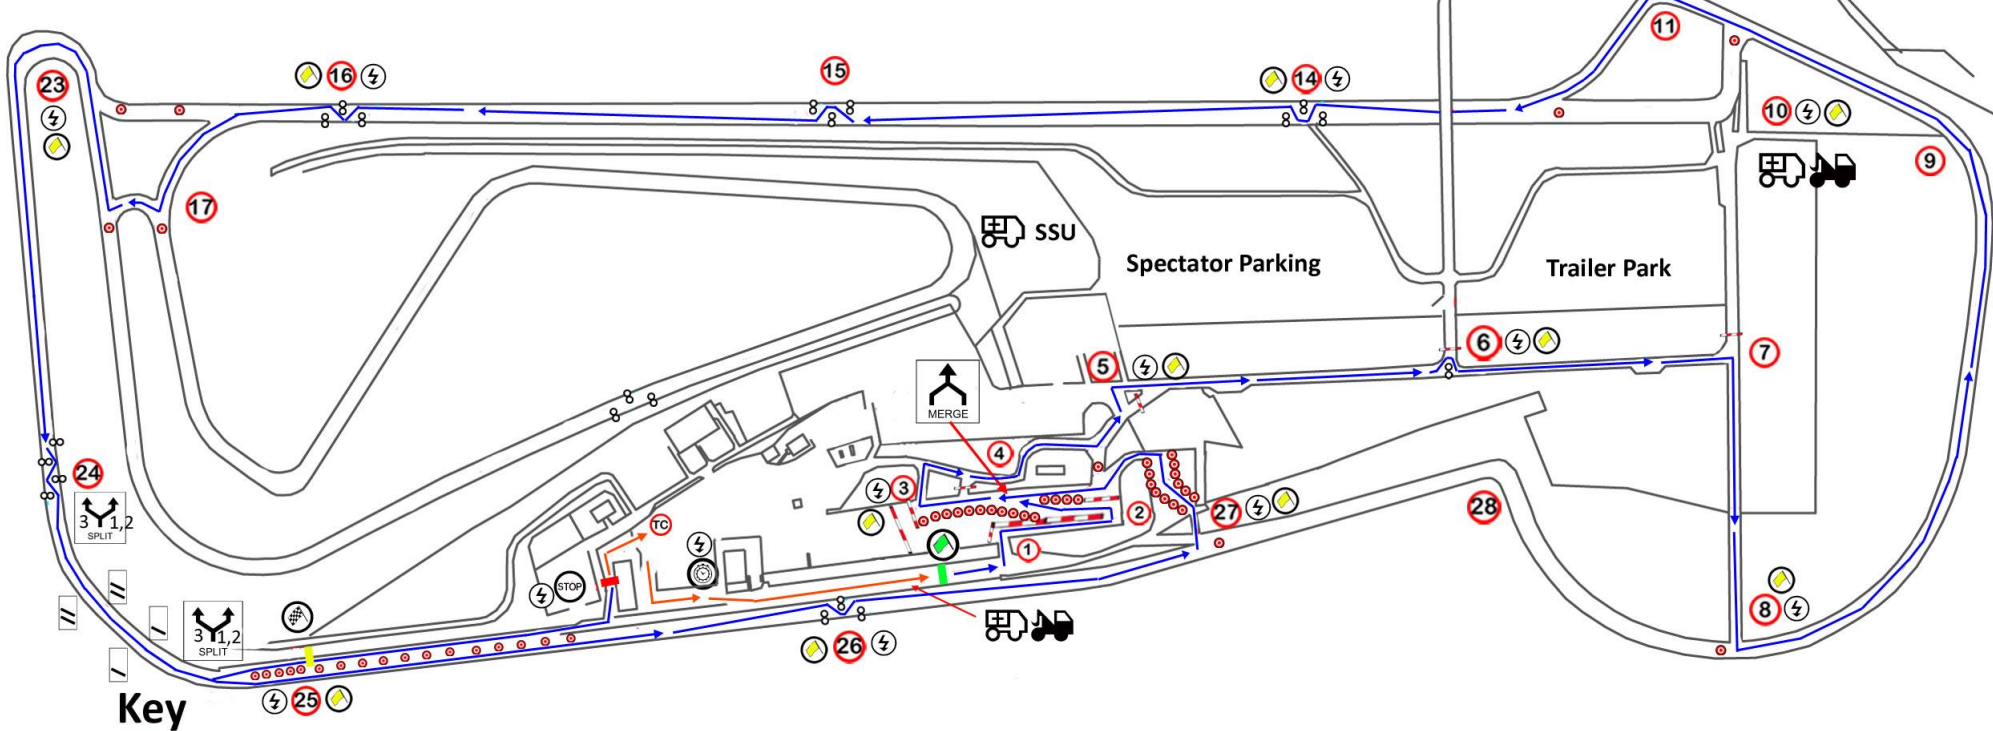 11
15
16
14
23
10
9
17
SSU
Spectator Parking
Trailer Park
6
7
5
MERGE
4
24
3
3 1,2
SPLIT
27
28
2
TC
1
STOP
8
3 1,2
SPLIT
26
25
Key